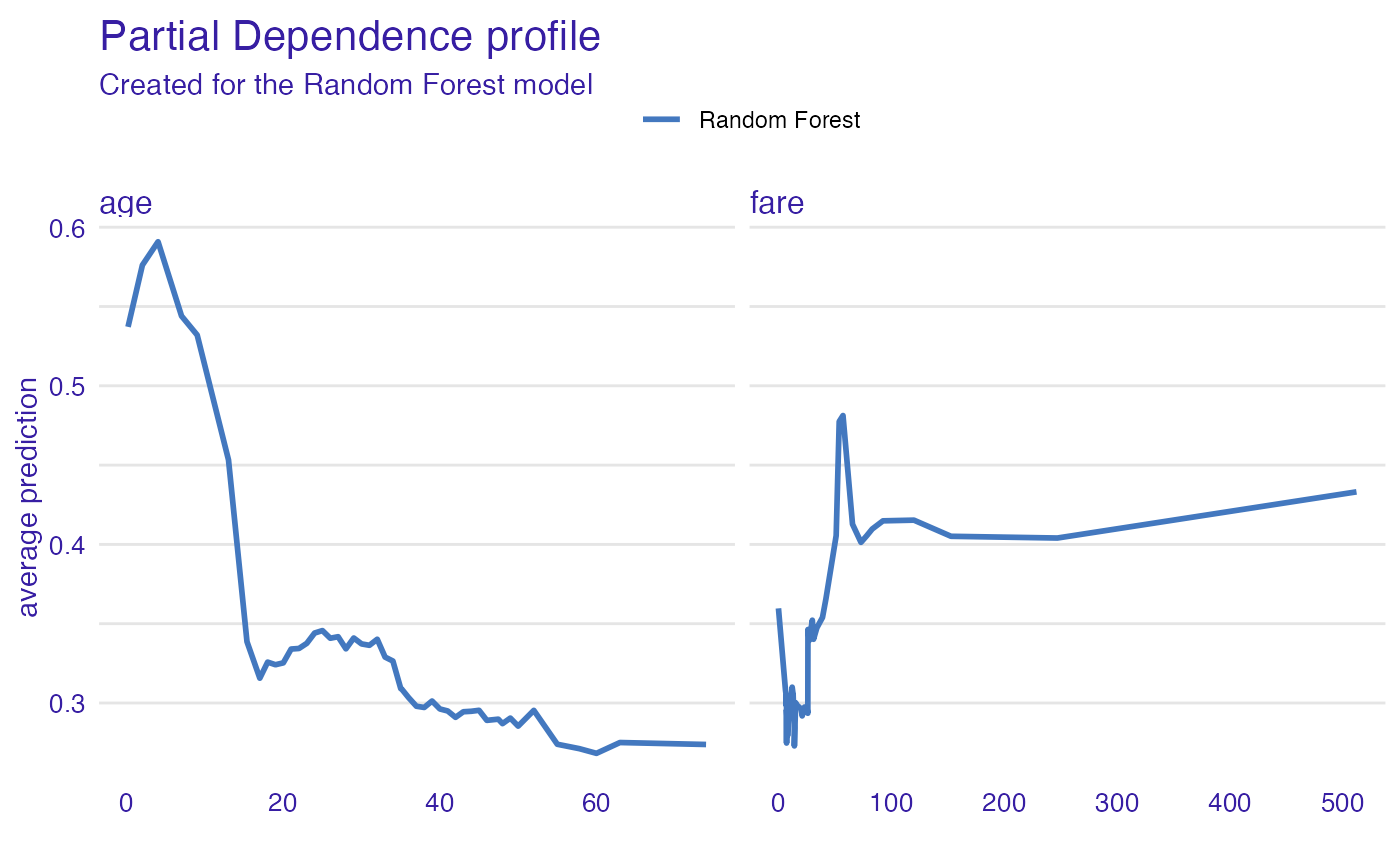 Partial Dependence profile
Created for the Random Forest model
Random Forest
age
fare
average prediction
0.6
0.5
0.4
0.3
0 20 40 60
0 100 200 300 400 500